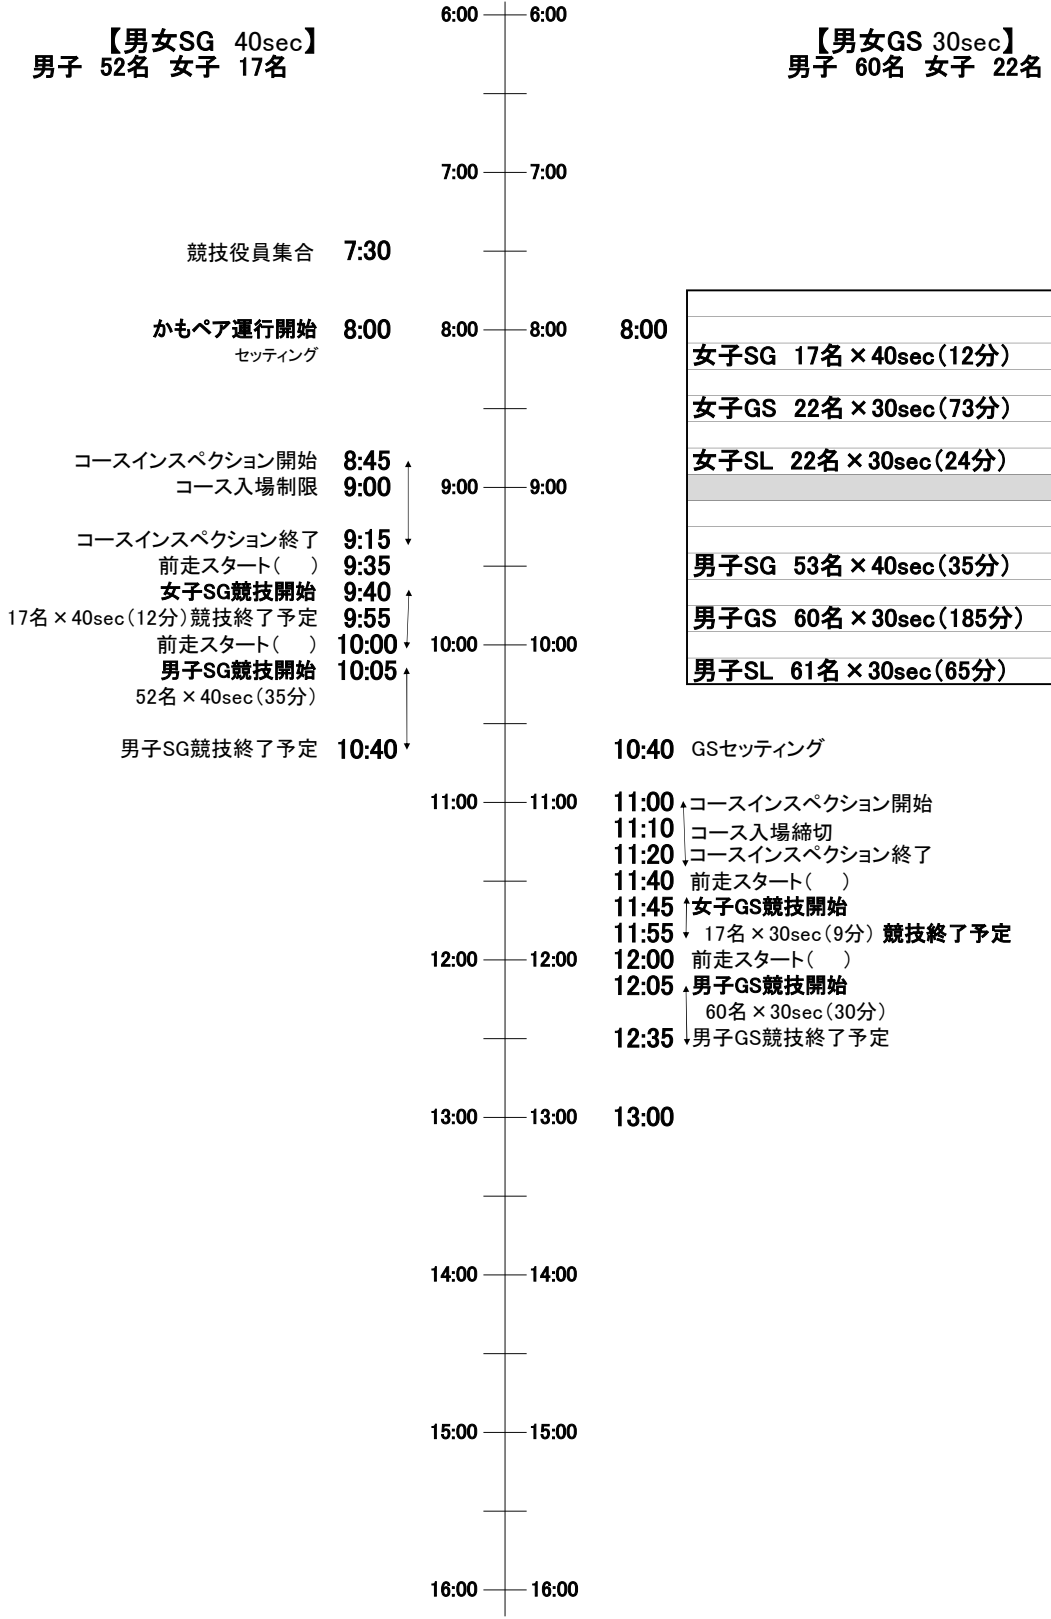 【男女SG　40sec】
男子　52名　女子　17名
6:00 6:00
【男女GS 30sec】
男子　60名　女子　22名
7:00 7:00
競技役員集合 7:30
かもペア運行開始 8:00 8:00 8:00 8:00
セッティング
女子SG　17名×40sec（12分）
女子GS　22名×30sec（73分）
女子SL　22名×30sec（24分）
男子SG　53名×40sec（35分）
男子GS　60名×30sec（185分）
男子SL　61名×30sec（65分）
コースインスペクション開始 8:45
コース入場制限 9:00 9:00 9:00
コースインスペクション終了 9:15
前走スタート（　） 9:35
女子SG競技開始 9:40
17名×40sec（12分）競技終了予定 9:55
前走スタート（　） 10:00 10:00 10:00
男子SG競技開始 10:05
52名×40sec（35分）
男子SG競技終了予定 10:40
10:40 GSセッティング
11:00 11:00 11:00 コースインスペクション開始
11:10 コース入場締切
11:20 コースインスペクション終了
11:40 前走スタート（　）
11:45 女子GS競技開始
11:55 17名×30sec（9分） 競技終了予定
12:00 12:00 12:00 前走スタート（　）
12:05 男子GS競技開始
60名×30sec（30分）
12:35 男子GS競技終了予定
13:00 13:00 13:00
14:00 14:00
15:00 15:00
16:00 16:00